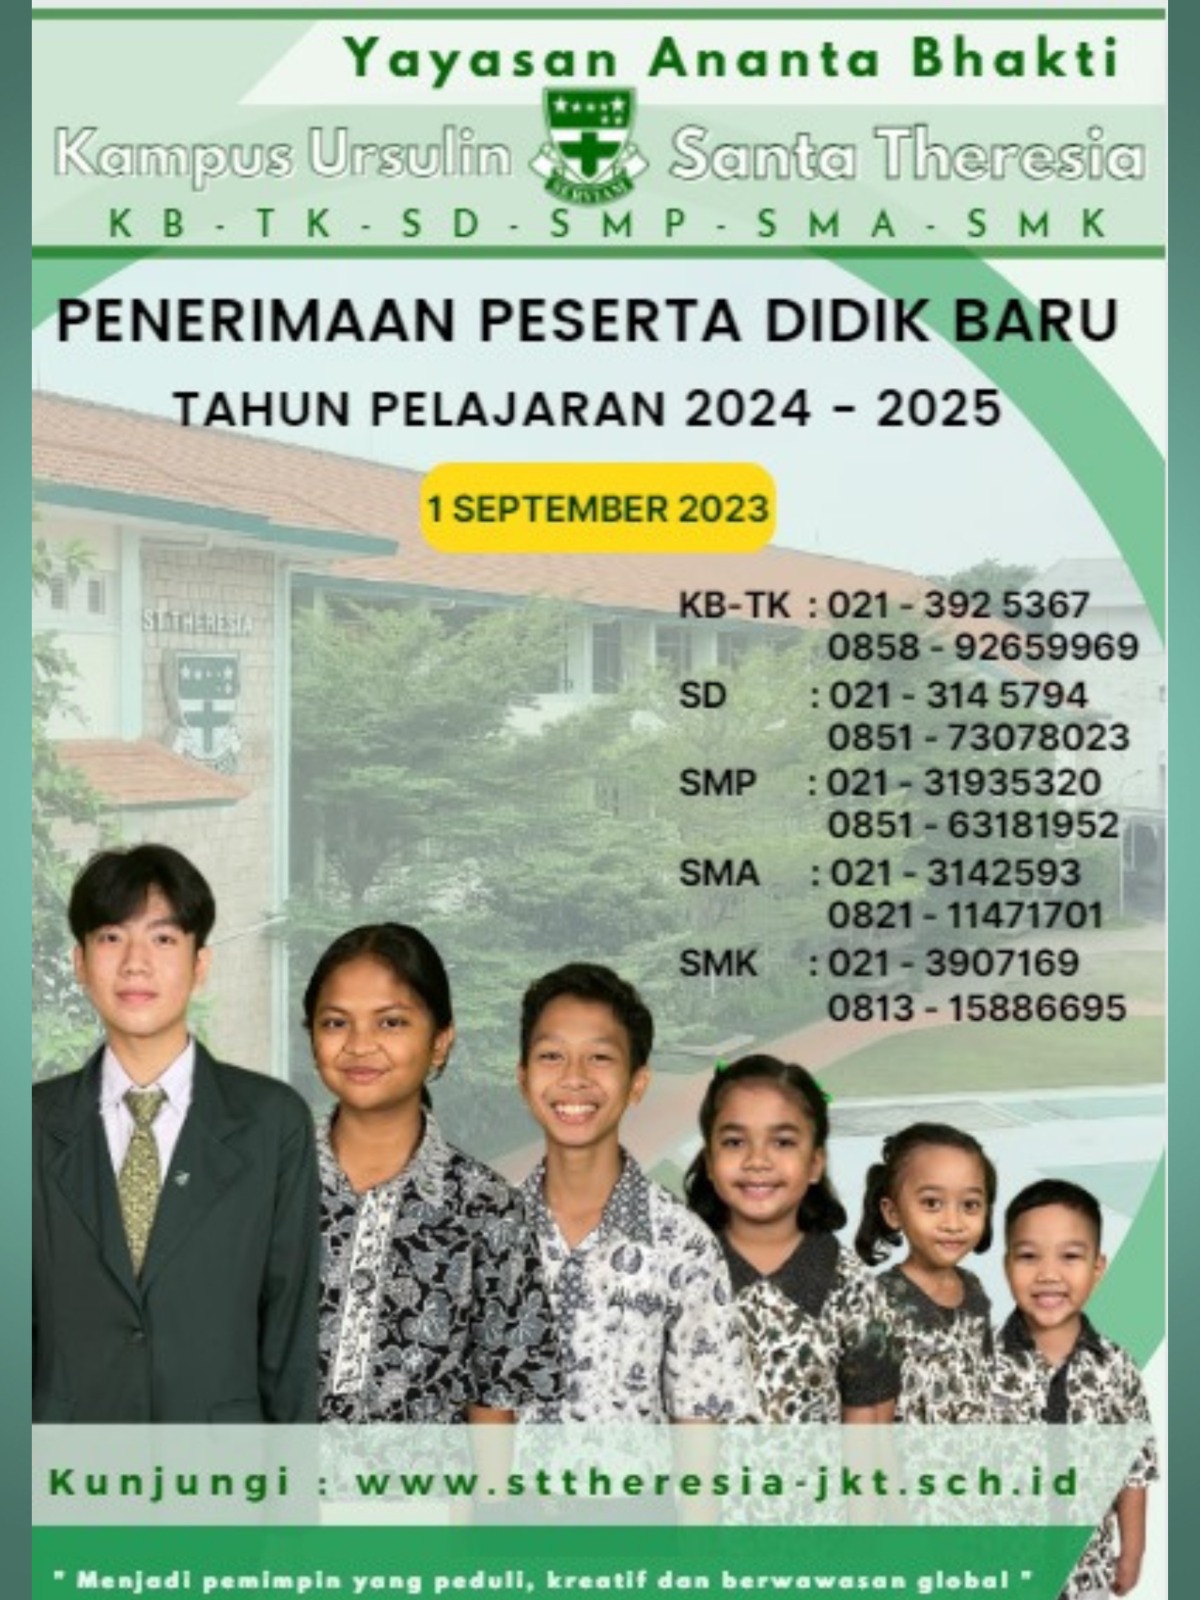 Yayasan Ananta Bhakti
Kampus Ursulin Santa Theresia
SERVIAM
KB-TK-SD-SMP-SMA-SMK
PENERIMAAN PESERTA DIDIK BARU
TAHUN PELAJARAN 2024 - 2025
1 SEPTEMBER 2023
ST.THERESIA
KB-TK : 021 - 392 5367
0858 - 92659969
SD : 021 - 314 5794
0851 - 73078023
SMP : 021 - 31935320
0851 - 63181952
SMA : 021 - 3142593
0821 - 11471701
SMK : 021 - 3907169
0813 - 15886695
Kunjungi : www.sttheresia-jkt.sch.id
" Menjadi pemimpin yang peduli, kreatif dan berwawasan global "